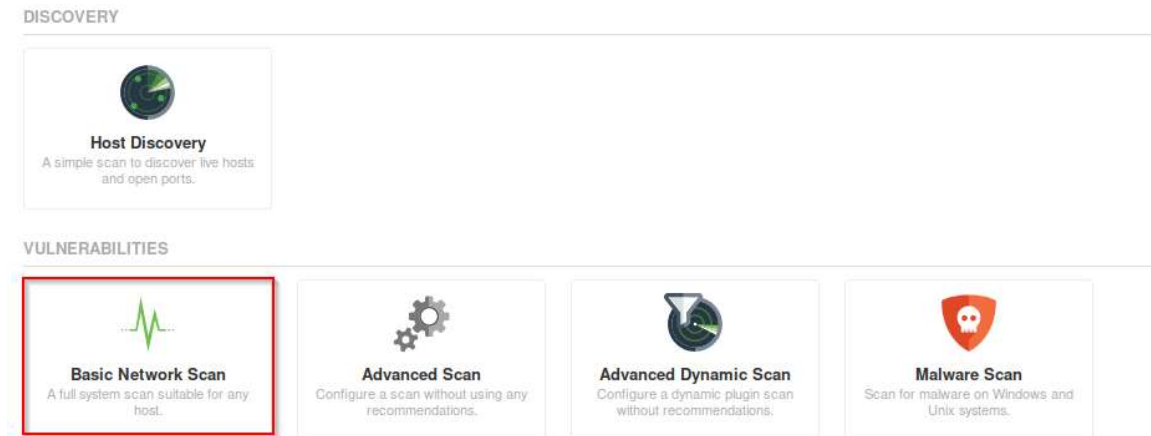 DISCOVERY
Host Discovery
A simple scan to discover live hosts
and open ports.
VULNERABILITIES
Basic Network Scan
A full system scan suitable for any
host.
Advanced Scan
Configure a scan without using any
recommendations.
Advanced Dynamic Scan
Configure a dynamic plugin scan
without recommendations.
Malware Scan
Scan for malware on Windows and
Unix systems.